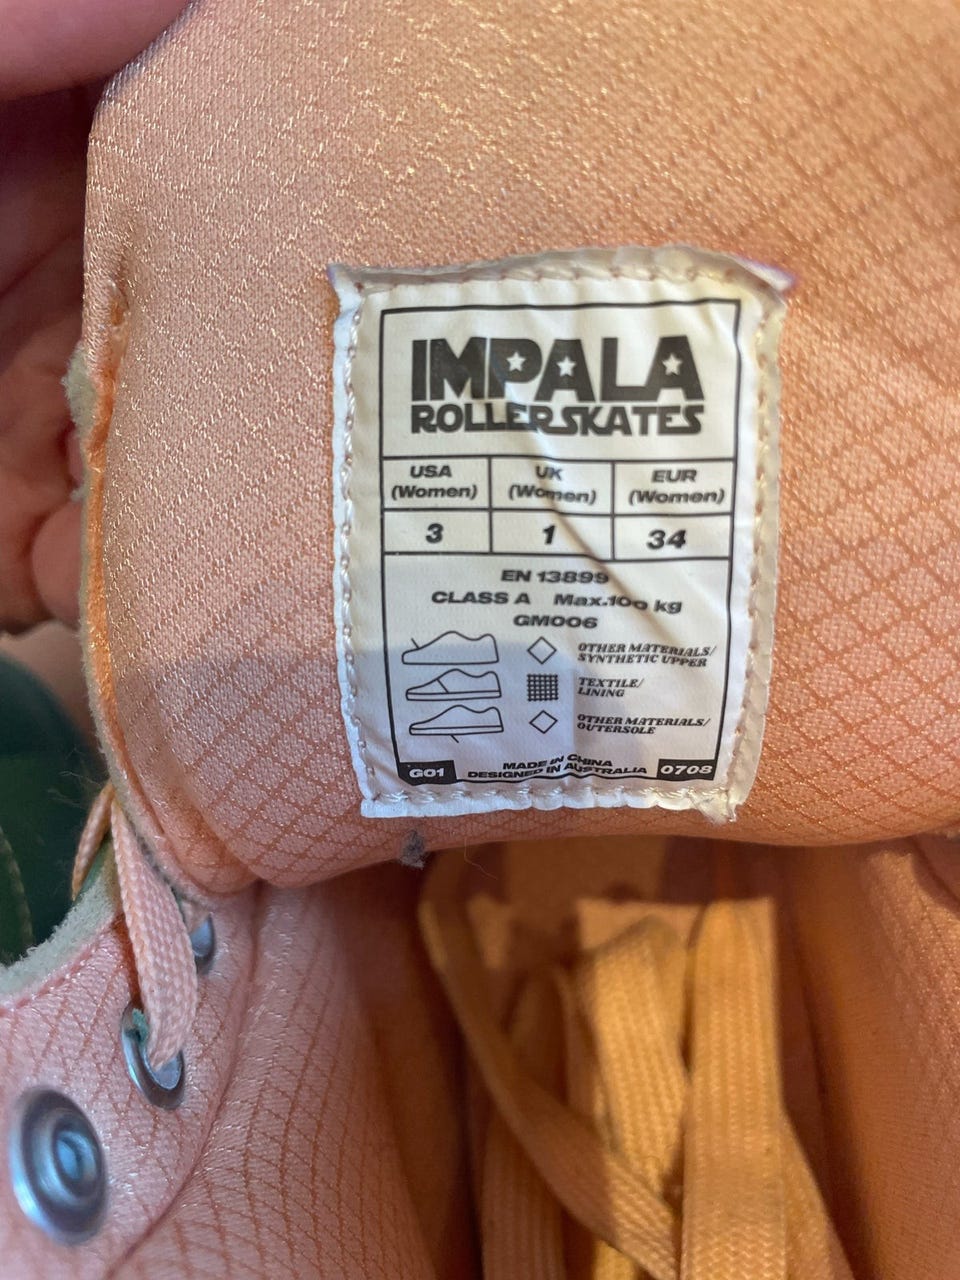 IMPALA
ROLLERSKATES
USA (Women) UK (Women) EUR (Women)
3 1 34
EN 13899
CLASS A Max.100 kg
GM006
OTHER MATERIALS/
SYNTHETIC UPPER
TEXTILE/
LINING
OTHER MATERIALS/
OUTERSOLE
MADE IN CHINA
G01 DESIGNED IN AUSTRALIA 0708